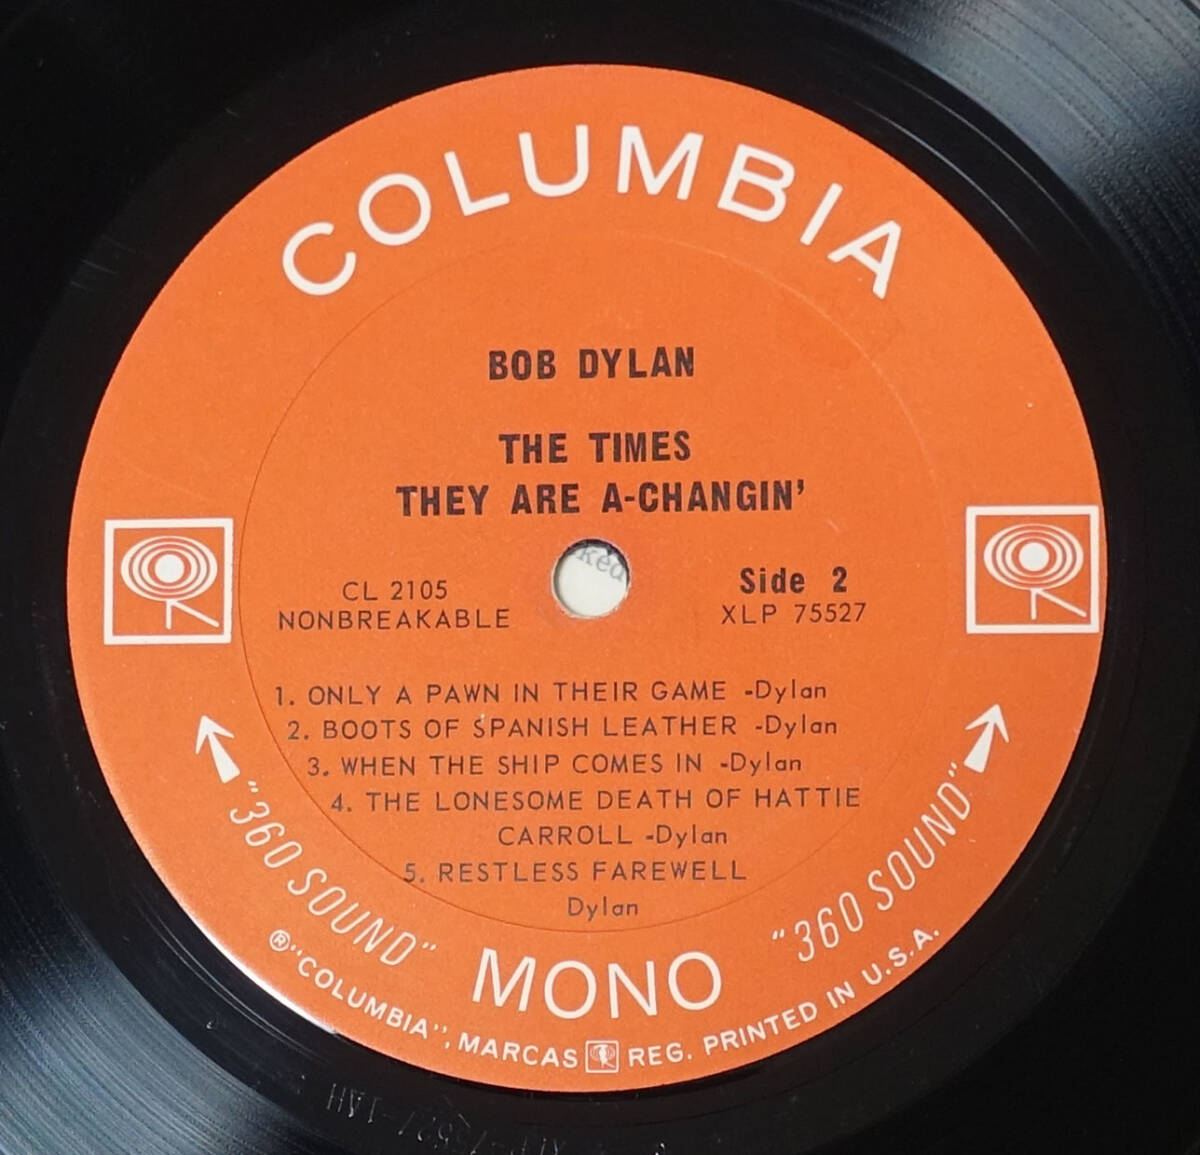 COLUMBIA
BOB DYLAN
THE TIMES
THEY ARE A-CHANGIN'
CL 2105
NONBREAKABLE
Side 2
XLP 75527
1. ONLY A PAWN IN THEIR GAME -Dylan
2. BOOTS OF SPANISH LEATHER -Dylan
3. WHEN THE SHIP COMES IN -Dylan
4. THE LONESOME DEATH OF HATTIE
CARROLL -Dylan
5. RESTLESS FAREWELL
Dylan
"360 SOUND"
MONO
"360 SOUND"
® "COLUMBIA", MARCAS REG. PRINTED IN U.S.A.